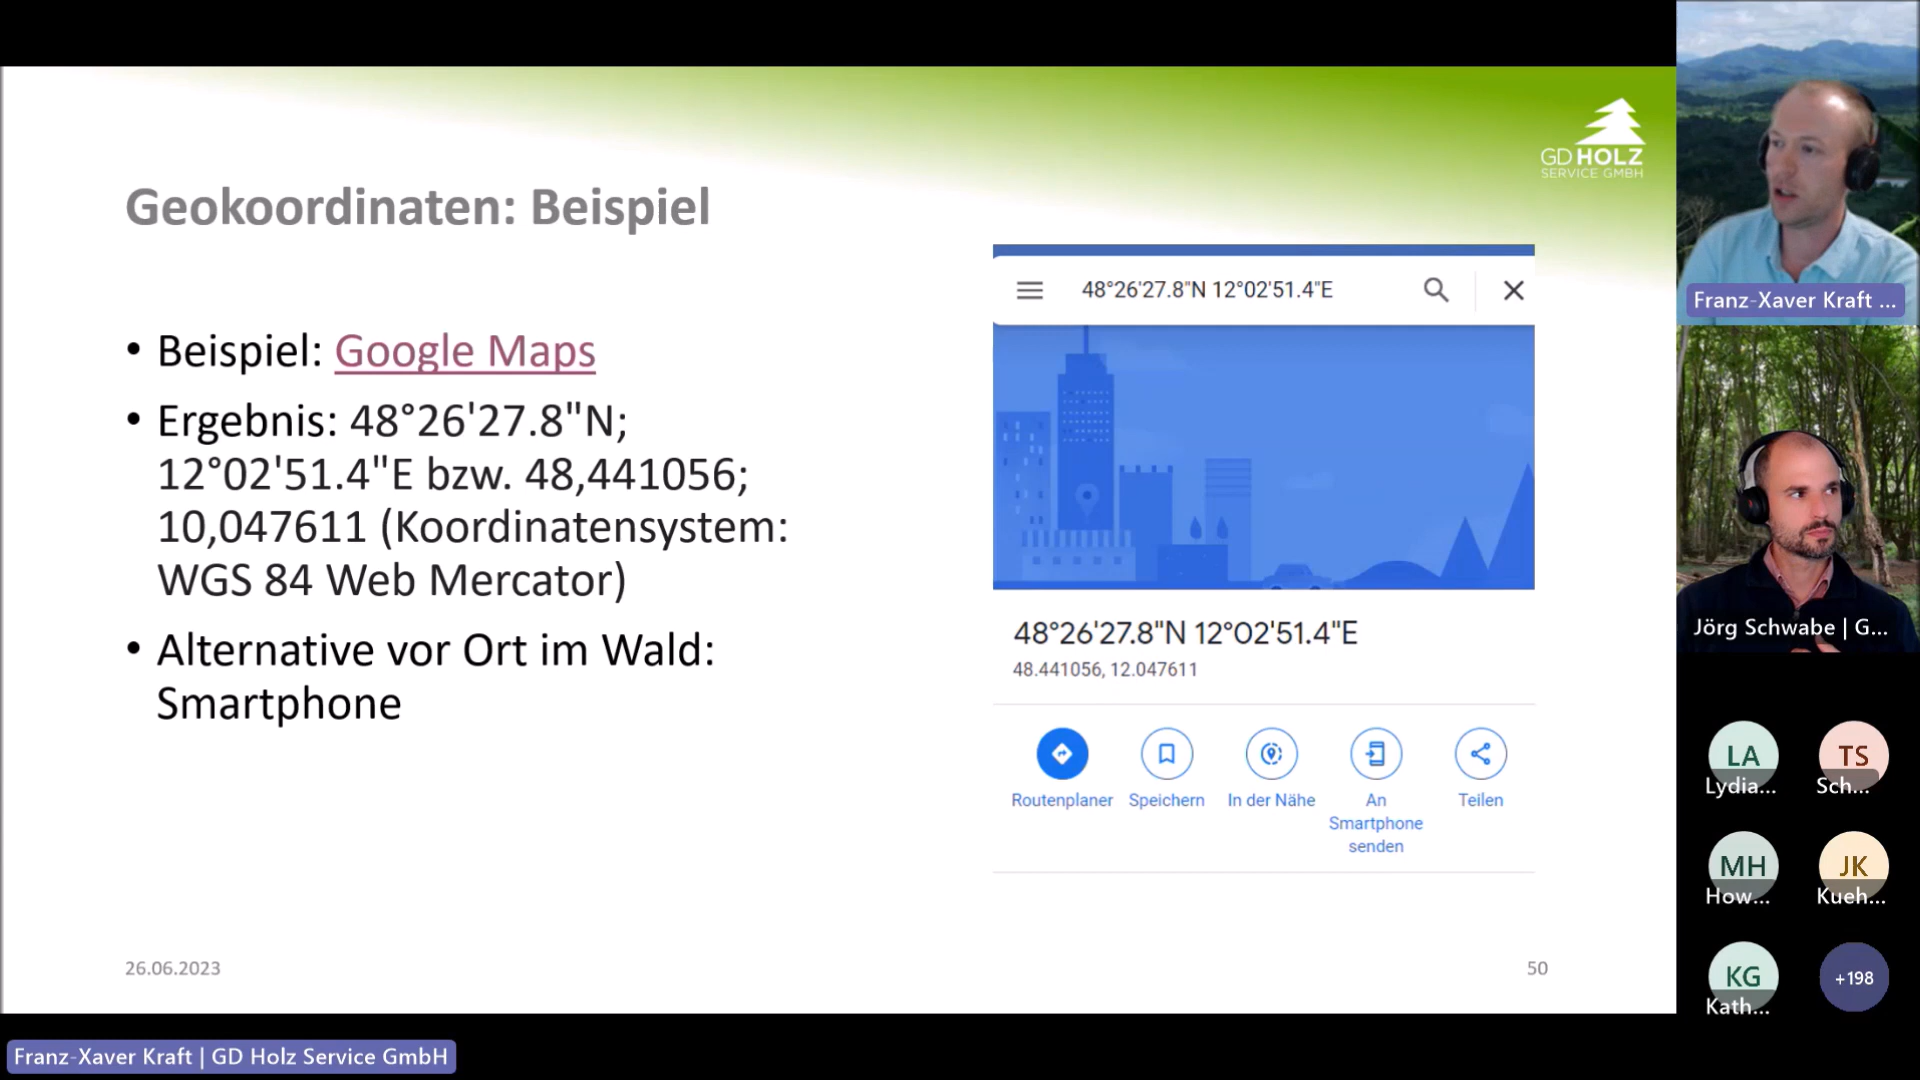 GD HOLZ
SERVICE GMBH
Geokoordinaten: Beispiel
• Beispiel: Google Maps
• Ergebnis: 48°26'27.8"N;
12°02'51.4"E bzw. 48,441056;
10,047611 (Koordinatensystem:
WGS 84 Web Mercator)
• Alternative vor Ort im Wald:
Smartphone
48°26'27.8"N 12°02'51.4"E
48°26'27.8"N 12°02'51.4"E
48.441056, 12.047611
Routenplaner
Speichern
In der Nähe
An
Smartphone
senden
Teilen
26.06.2023
50
Franz-Xaver Kraft ...
Jörg Schwabe | G...
LA
Lydia...
TS
Sch...
MH
How...
JK
Kueh...
KG
Kath...
+198
Franz-Xaver Kraft | GD Holz Service GmbH